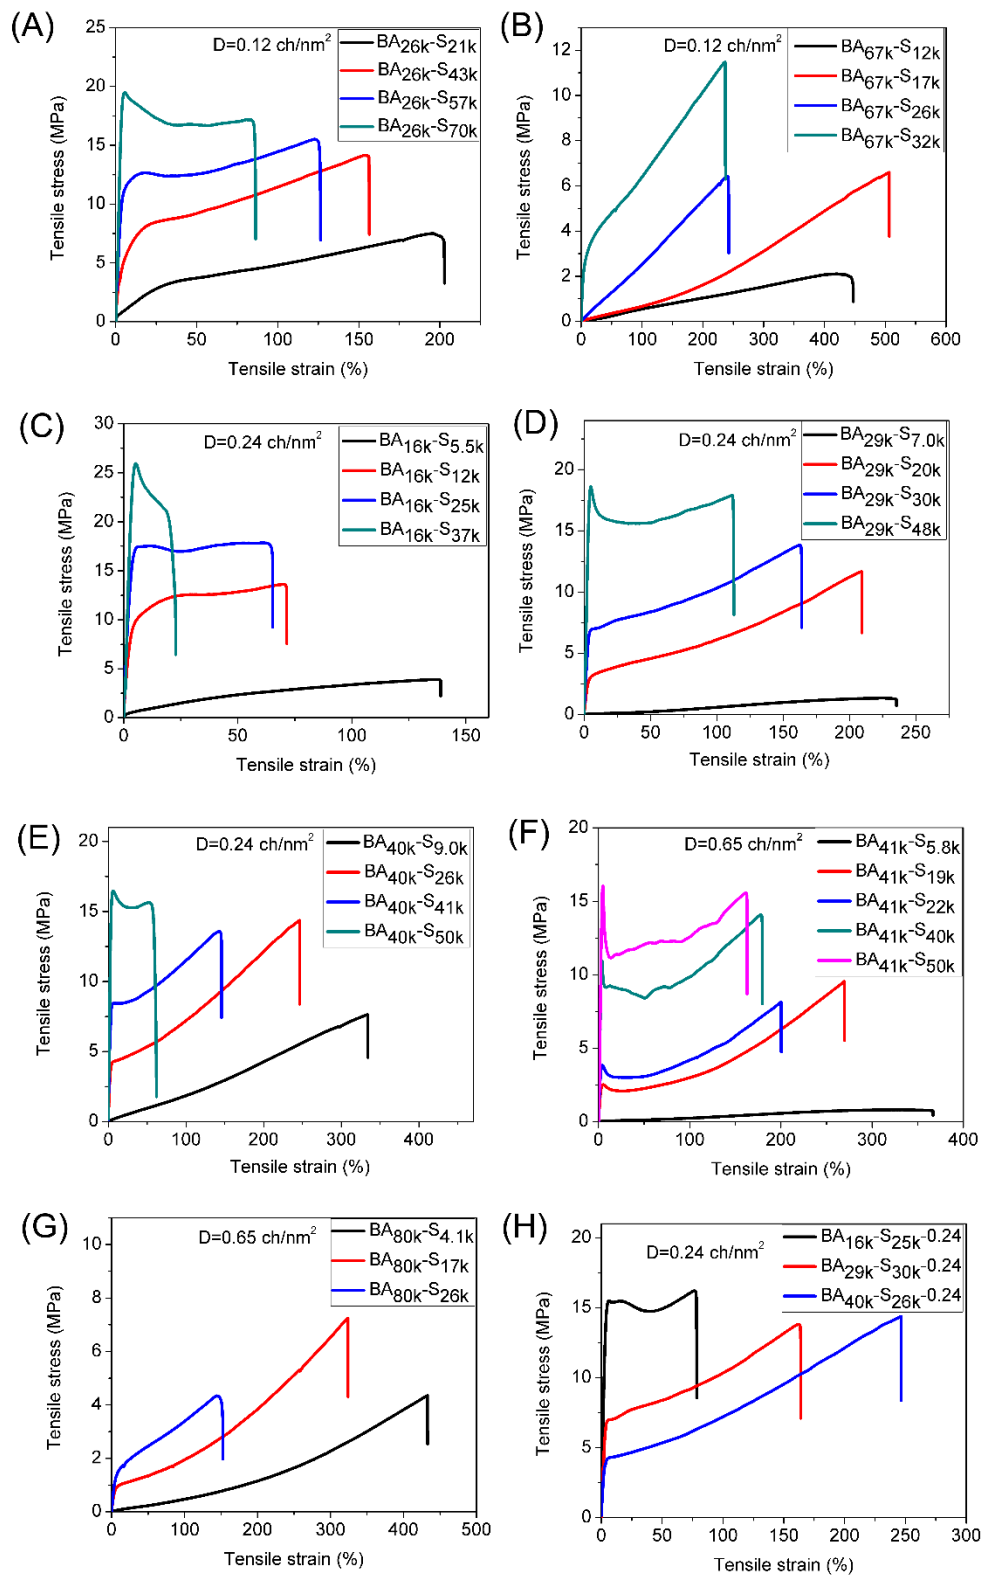 (A)
D=0.12 ch/nm²
BA26k-S21k
BA26k-S43k
BA26k-S57k
BA26k-S70k
25
20
15
10
5
0
Tensile stress (MPa)
0 50 100 150 200
Tensile strain (%)
(B)
D=0.12 ch/nm²
BA67k-S12k
BA67k-S17k
BA67k-S26k
BA67k-S32k
12
10
8
6
4
2
0
Tensile stress (MPa)
0 100 200 300 400 500 600
Tensile strain (%)
(C)
D=0.24 ch/nm²
BA16k-S5.5k
BA16k-S12k
BA16k-S25k
BA16k-S37k
30
25
20
15
10
5
0
Tensile stress (MPa)
0 50 100 150
Tensile strain (%)
(D)
D=0.24 ch/nm²
BA29k-S7.0k
BA29k-S20k
BA29k-S30k
BA29k-S48k
20
15
10
5
0
Tensile stress (MPa)
0 50 100 150 200 250
Tensile strain (%)
(E)
D=0.24 ch/nm²
BA40k-S9.0k
BA40k-S26k
BA40k-S41k
BA40k-S50k
20
15
10
5
0
Tensile stress (MPa)
0 100 200 300 400
Tensile strain (%)
(F)
D=0.65 ch/nm²
BA41k-S5.8k
BA41k-S19k
BA41k-S22k
BA41k-S40k
BA41k-S50k
20
15
10
5
0
Tensile stress (MPa)
0 100 200 300 400
Tensile strain (%)
(G)
D=0.65 ch/nm²
BA80k-S4.1k
BA80k-S17k
BA80k-S26k
10
8
6
4
2
0
Tensile stress (MPa)
0 100 200 300 400 500
Tensile strain (%)
(H)
D=0.24 ch/nm²
BA16k-S25k-0.24
BA29k-S30k-0.24
BA40k-S26k-0.24
20
15
10
5
0
Tensile stress (MPa)
0 50 100 150 200 250 300
Tensile strain (%)